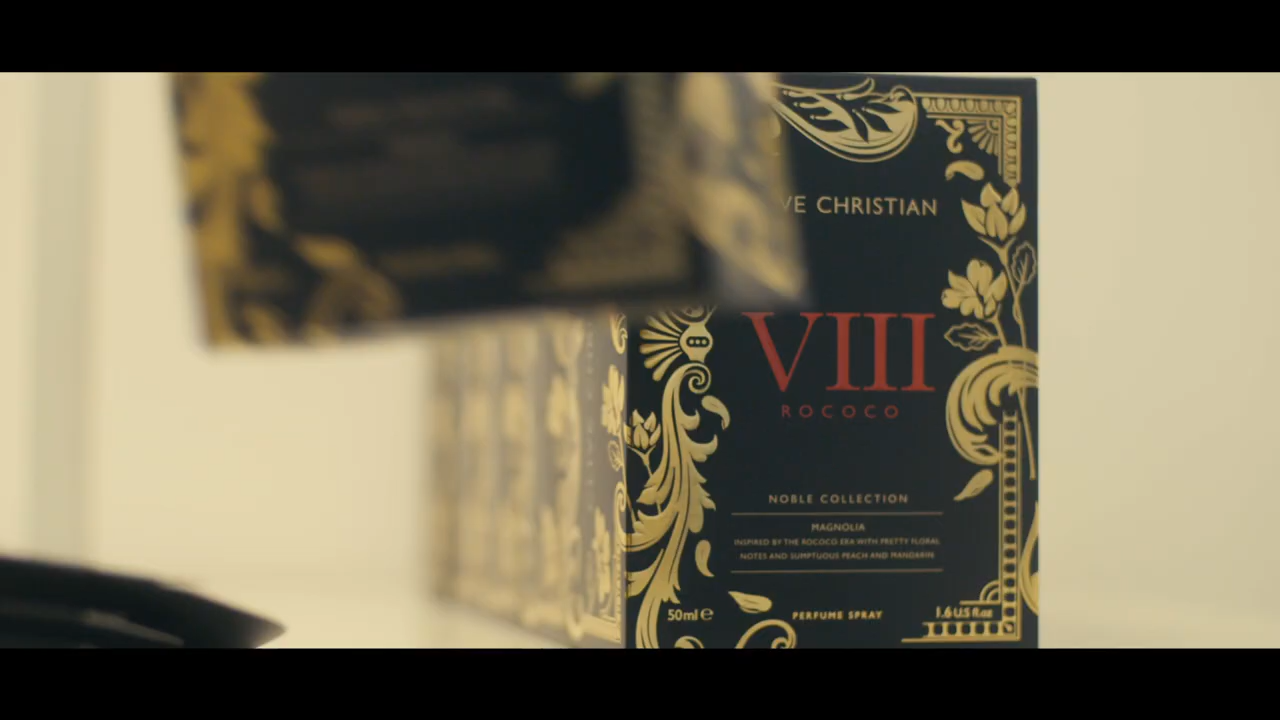 VE CHRISTIAN
VIII
ROCOCO
NOBLE COLLECTION
MAGNOLIA
INSPIRED BY THE ROCOCO ERA WITH PRETTY FLORAL
NOTES AND SUMPTUOUS PEACH AND MANDARIN
50ml e PERFUME SPRAY 1.6 U.S fl.oz